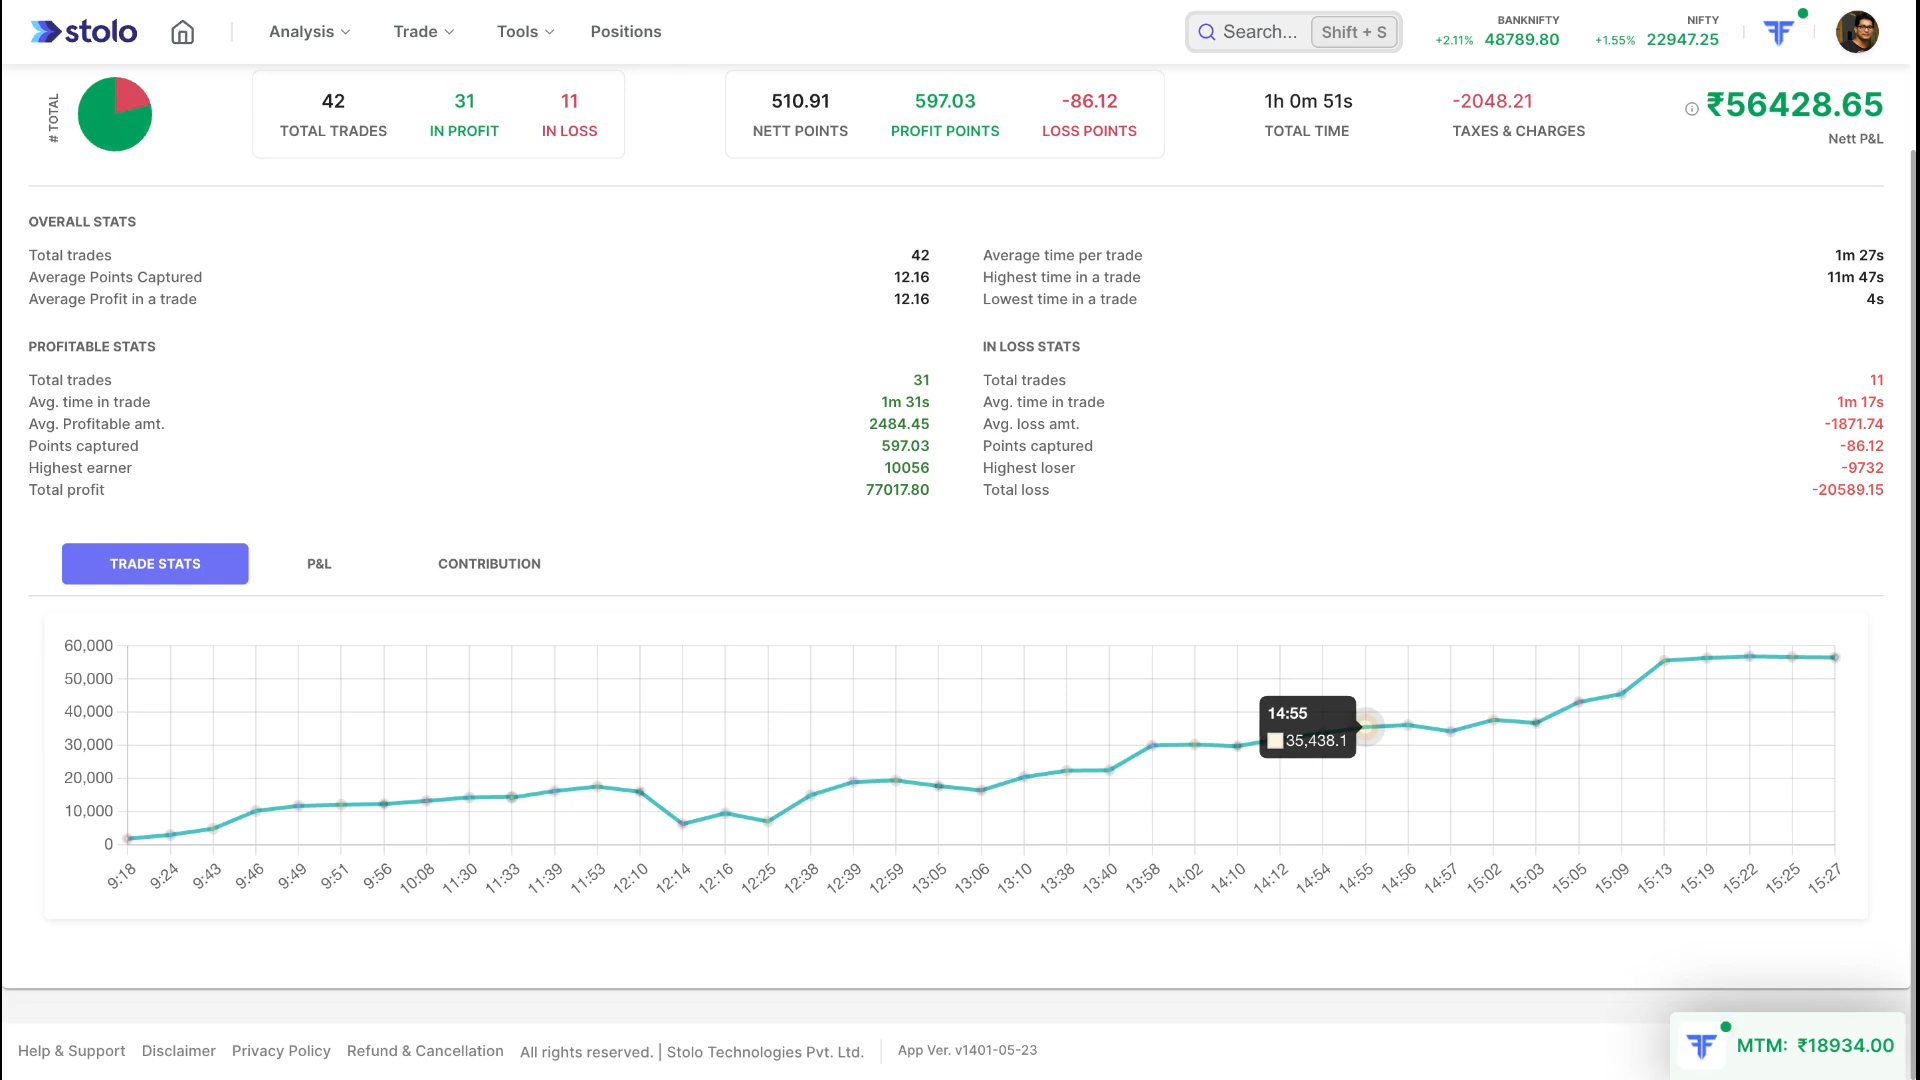 stolo
Analysis
Trade
Tools
Positions
Search...
Shift + S
BANKNIFTY
+2.11% 48789.80
NIFTY
+1.55% 22947.25
# TOTAL
42
TOTAL TRADES
31
IN PROFIT
11
IN LOSS
510.91
NETT POINTS
597.03
PROFIT POINTS
-86.12
LOSS POINTS
1h 0m 51s
TOTAL TIME
-2048.21
TAXES & CHARGES
₹56428.65
Nett P&L
OVERALL STATS
Total trades 42
Average Points Captured 12.16
Average Profit in a trade 12.16
Average time per trade 1m 27s
Highest time in a trade 11m 47s
Lowest time in a trade 4s
PROFITABLE STATS
Total trades 31
Avg. time in trade 1m 31s
Avg. Profitable amt. 2484.45
Points captured 597.03
Highest earner 10056
Total profit 77017.80
IN LOSS STATS
Total trades 11
Avg. time in trade 1m 17s
Avg. loss amt. -1871.74
Points captured -86.12
Highest loser -9732
Total loss -20589.15
TRADE STATS
P&L
CONTRIBUTION
60,000
50,000
40,000
30,000
20,000
10,000
0
14:55
35,438.1
9:18 9:24 9:43 9:46 9:49 9:51 9:56 10:08 11:30 11:33 11:39 11:53 12:10 12:14 12:16 12:25 12:38 12:39 12:59 13:05 13:06 13:10 13:38 13:40 13:58 14:02 14:10 14:12 14:54 14:55 14:56 14:57 15:02 15:03 15:05 15:09 15:13 15:19 15:22 15:25 15:27
Help & Support Disclaimer Privacy Policy Refund & Cancellation All rights reserved. | Stolo Technologies Pvt. Ltd. App Ver. v1401-05-23
MTM: ₹18934.00